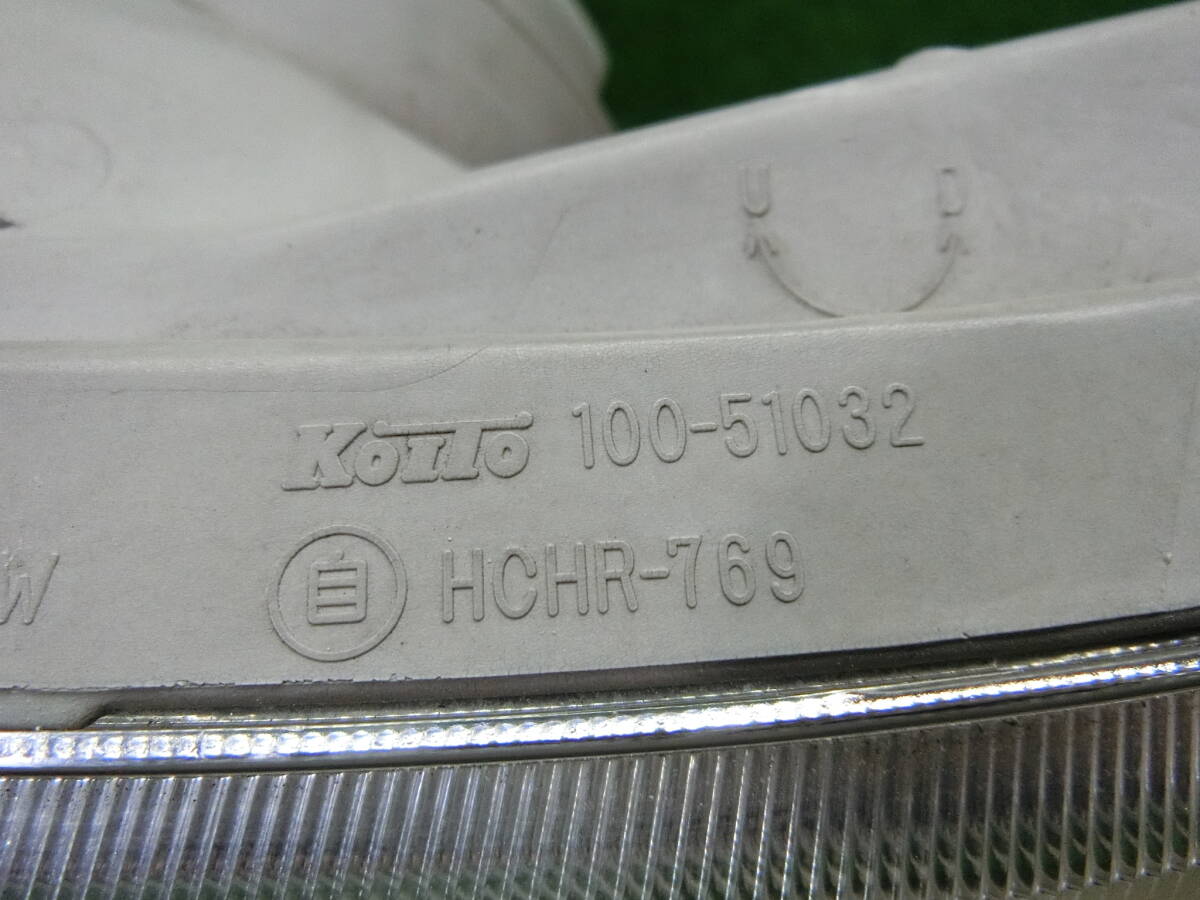 U D
KOITO 100-51032
自 HCHR-769
W